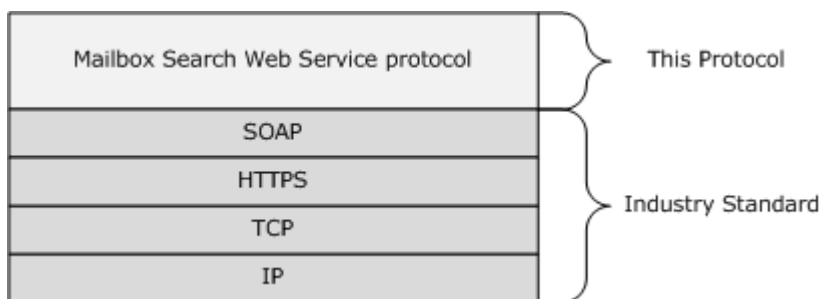 Mailbox Search Web Service protocol
This Protocol
SOAP
HTTPS
Industry Standard
TCP
IP